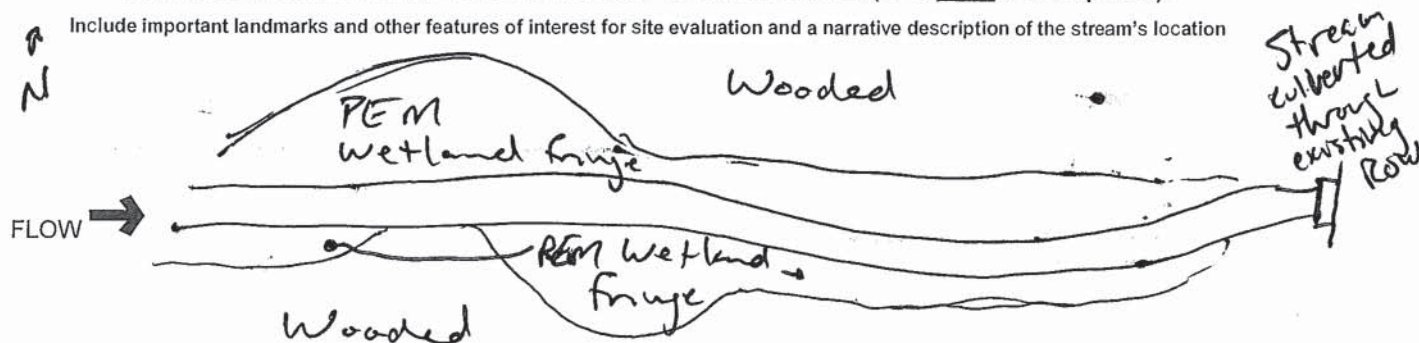 Include important landmarks and other features of interest for site evaluation and a narrative description of the stream's location
N
Wooded
Stream
culverted
through
existing
ROW
PEM
Wetland fringe
FLOW
PEM Wetland
fringe
Wooded